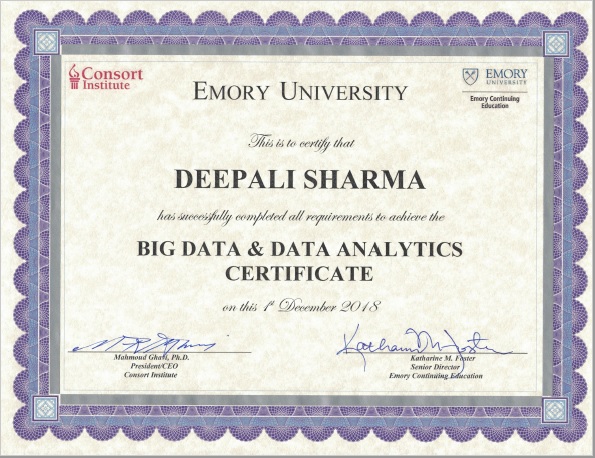 Consort
Institute
EMORY UNIVERSITY
EMORY
UNIVERSITY
Emory Continuing
Education
This is to certify that
DEEPALI SHARMA
has successfully completed all requirements to achieve the
BIG DATA & DATA ANALYTICS
CERTIFICATE
on this 1st December 2018
Mahmoud Ghavi, Ph.D.
President/CEO
Consort Institute
Katharine M. Foster
Senior Director
Emory Continuing Education